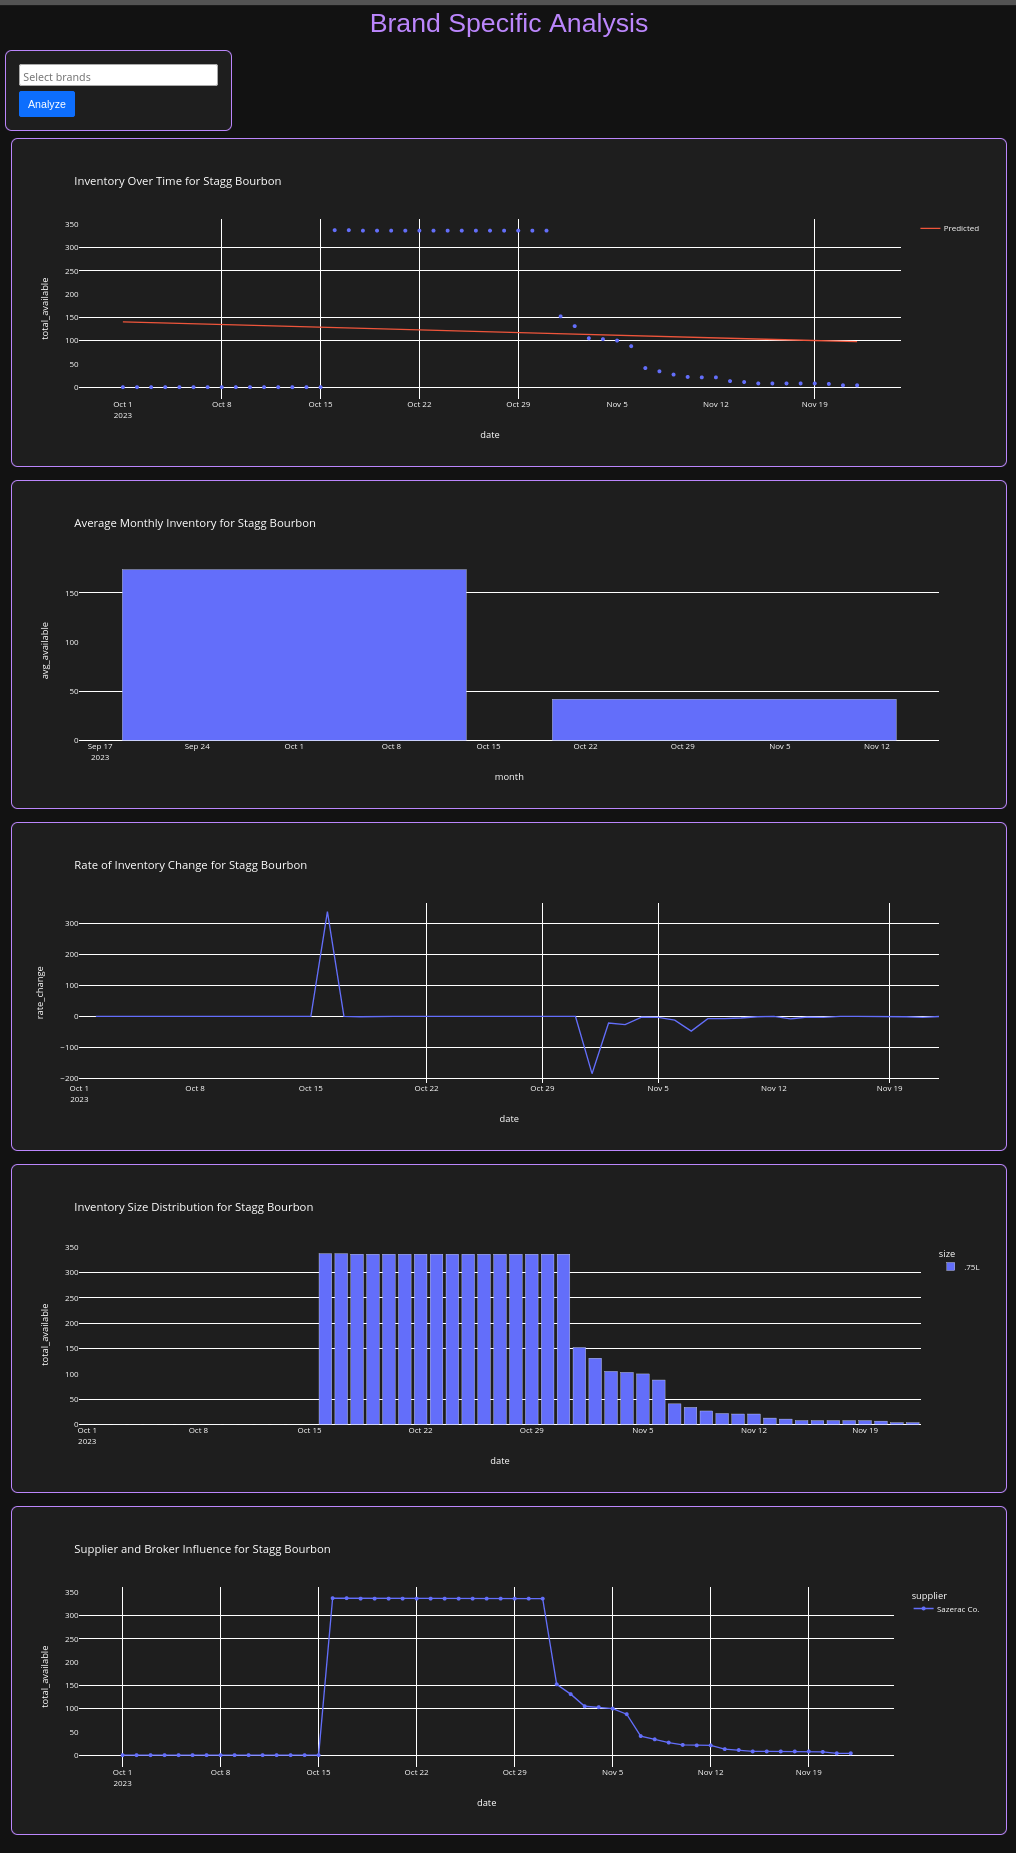 Brand Specific Analysis
Select brands
Analyze
Inventory Over Time for Stagg Bourbon
350
300
250
200
150
100
50
0
total_available
Oct 1
2023
Oct 8
Oct 15
Oct 22
Oct 29
Nov 5
Nov 12
Nov 19
date
Predicted
Average Monthly Inventory for Stagg Bourbon
150
100
50
0
avg_available
Sep 17
2023
Sep 24
Oct 1
Oct 8
Oct 15
Oct 22
Oct 29
Nov 5
Nov 12
month
Rate of Inventory Change for Stagg Bourbon
300
200
100
0
−100
−200
rate_change
Oct 1
2023
Oct 8
Oct 15
Oct 22
Oct 29
Nov 5
Nov 12
Nov 19
date
Inventory Size Distribution for Stagg Bourbon
350
300
250
200
150
100
50
0
total_available
Oct 1
2023
Oct 8
Oct 15
Oct 22
Oct 29
Nov 5
Nov 12
Nov 19
date
size
.75L
Supplier and Broker Influence for Stagg Bourbon
350
300
250
200
150
100
50
0
total_available
Oct 1
2023
Oct 8
Oct 15
Oct 22
Oct 29
Nov 5
Nov 12
Nov 19
date
supplier
Sazerac Co.